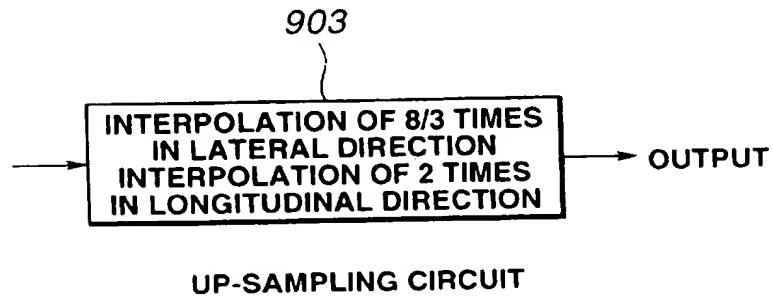 903
INTERPOLATION OF 8/3 TIMES
IN LATERAL DIRECTION
INTERPOLATION OF 2 TIMES
IN LONGITUDINAL DIRECTION
OUTPUT
UP-SAMPLING CIRCUIT